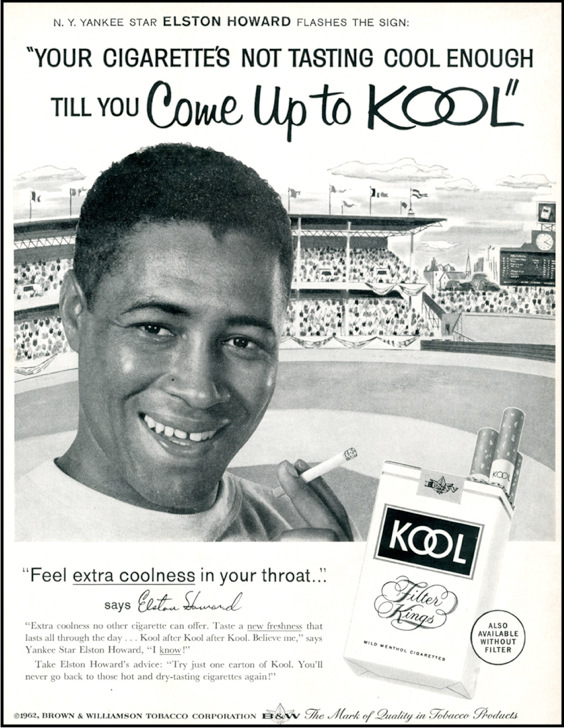 N. Y. YANKEE STAR ELSTON HOWARD FLASHES THE SIGN:
"YOUR CIGARETTE'S NOT TASTING COOL ENOUGH
TILL YOU Come Up to KOOL"
KOOL
KOOL
Filter
Kings
MILD MENTHOL CIGARETTES
ALSO
AVAILABLE
WITHOUT
FILTER
"Feel extra coolness in your throat..."
says Elston Howard
"Extra coolness no other cigarette can offer. Taste a new freshness that
lasts all through the day . . . Kool after Kool after Kool. Believe me," says
Yankee Star Elston Howard, "I know!"
Take Elston Howard's advice: "Try just one carton of Kool. You'll
never go back to those hot and dry-tasting cigarettes again!"
©1962, BROWN & WILLIAMSON TOBACCO CORPORATION B&W The Mark of Quality in Tobacco Products